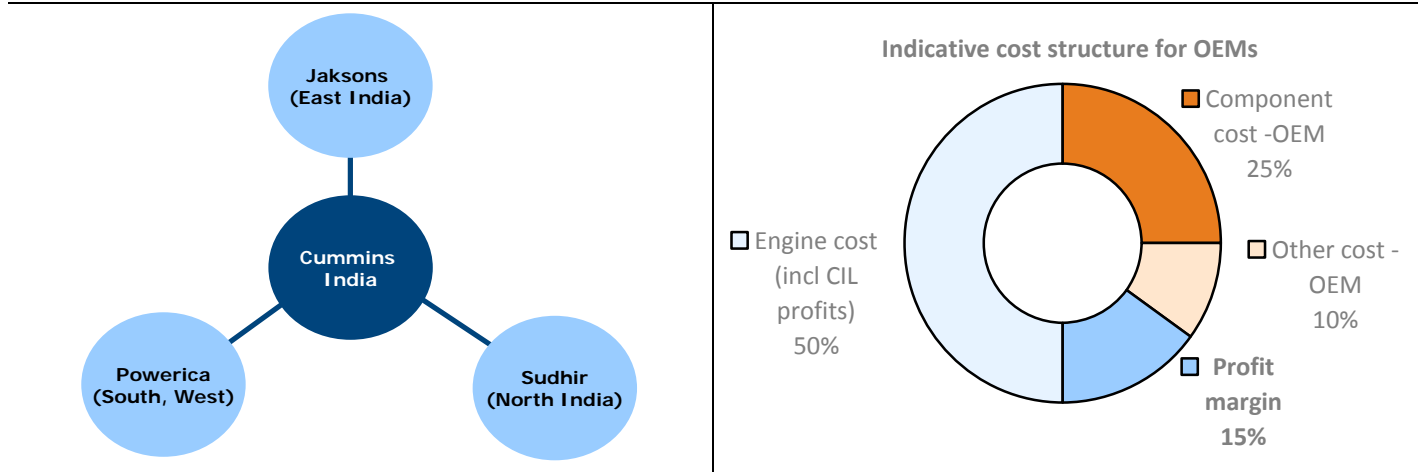 Jaksons
(East India)
Cummins
India
Powerica
(South, West)
Sudhir
(North India)
Indicative cost structure for OEMs
Component
cost -OEM
25%
Other cost -
OEM
10%
Profit
margin
15%
Engine cost
(incl CIL
profits)
50%